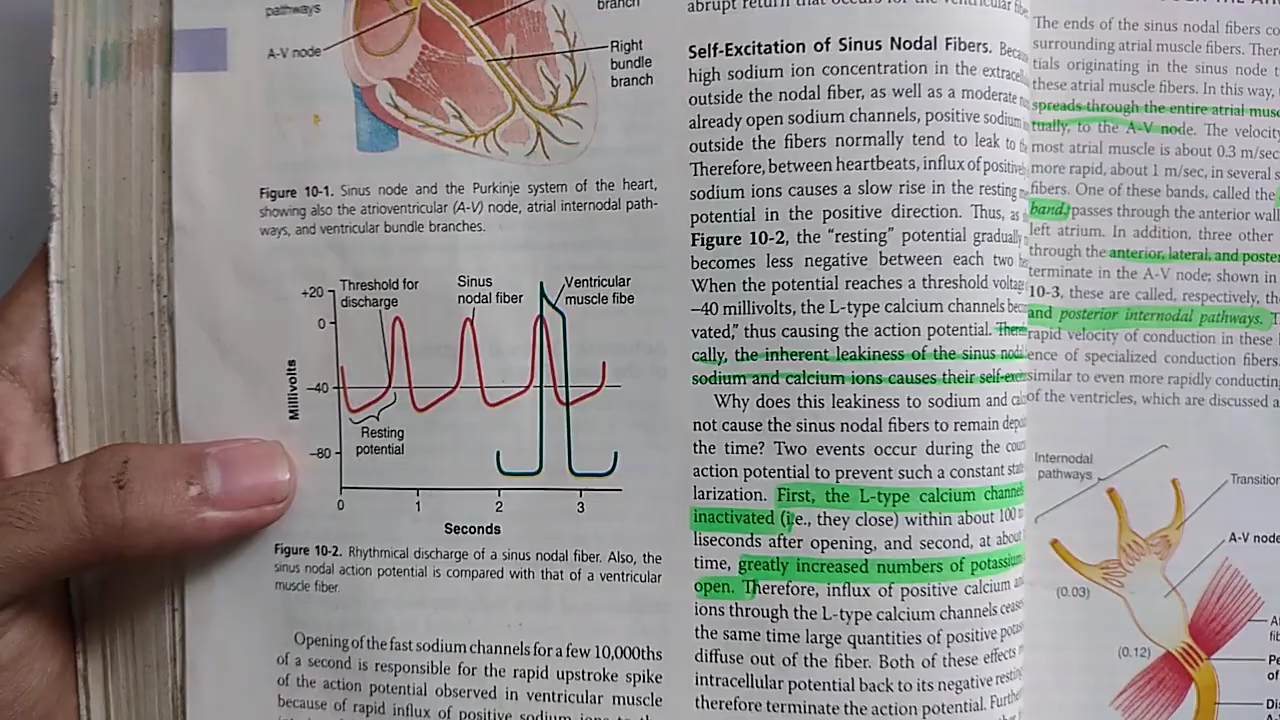 pathways
A-V node
branch
Right
bundle
branch
Figure 10-1. Sinus node and the Purkinje system of the heart,
showing also the atrioventricular (A-V) node, atrial internodal path-
ways, and ventricular bundle branches.
Threshold for
discharge
Sinus
nodal fiber
Ventricular
muscle fibe
+20
0
−40
−80
Millivolts
Resting
potential
0 1 2 3
Seconds
Figure 10-2. Rhythmical discharge of a sinus nodal fiber. Also, the
sinus nodal action potential is compared with that of a ventricular
muscle fiber.
Opening of the fast sodium channels for a few 10,000ths
of a second is responsible for the rapid upstroke spike
of the action potential observed in ventricular muscle
because of rapid influx of positive sodium ions to the
abrupt return that occurs for the ventricular
Self-Excitation of Sinus Nodal Fibers.
high sodium ion concentration in the
outside the nodal fiber, as well as a moderate
already open sodium channels, positive sodium
outside the fibers normally tend to leak to
Therefore, between heartbeats, influx of
sodium ions causes a slow rise in the resting
potential in the positive direction. Thus, as
Figure 10-2, the “resting” potential gradually
becomes less negative between each two
When the potential reaches a threshold
−40 millivolts, the L-type calcium channels
vated,” thus causing the action potential.
cally, the inherent leakiness of the sinus
sodium and calcium ions causes their
Why does this leakiness to sodium and
not cause the sinus nodal fibers to remain
the time? Two events occur during the
action potential to prevent such a constant
larization. First, the L-type calcium channel
inactivated (i.e., they close) within about 100
liseconds after opening, and second, at about
time, greatly increased numbers of potassium
open. Therefore, influx of positive calcium
ions through the L-type calcium channels
the same time large quantities of positive
diffuse out of the fiber. Both of these effects
intracellular potential back to its negative
therefore terminate the action potential.
The ends of the sinus nodal fibers
surrounding atrial muscle fibers.
tials originating in the sinus node
these atrial muscle fibers. In this way,
spreads through the entire atrial
tually, to the A-V node. The velocity
most atrial muscle is about 0.3 m/sec
more rapid, about 1 m/sec, in several
fibers. One of these bands, called the
band, passes through the anterior
left atrium. In addition, three other
through the anterior, lateral, and
terminate in the A-V node; shown in
10-3, these are called, respectively,
and posterior internodal pathways.
rapid velocity of conduction in these
ence of specialized conduction fibers.
similar to even more rapidly
of the ventricles, which are discussed
Internodal
pathways
A-V node
(0.03)
(0.12)
of